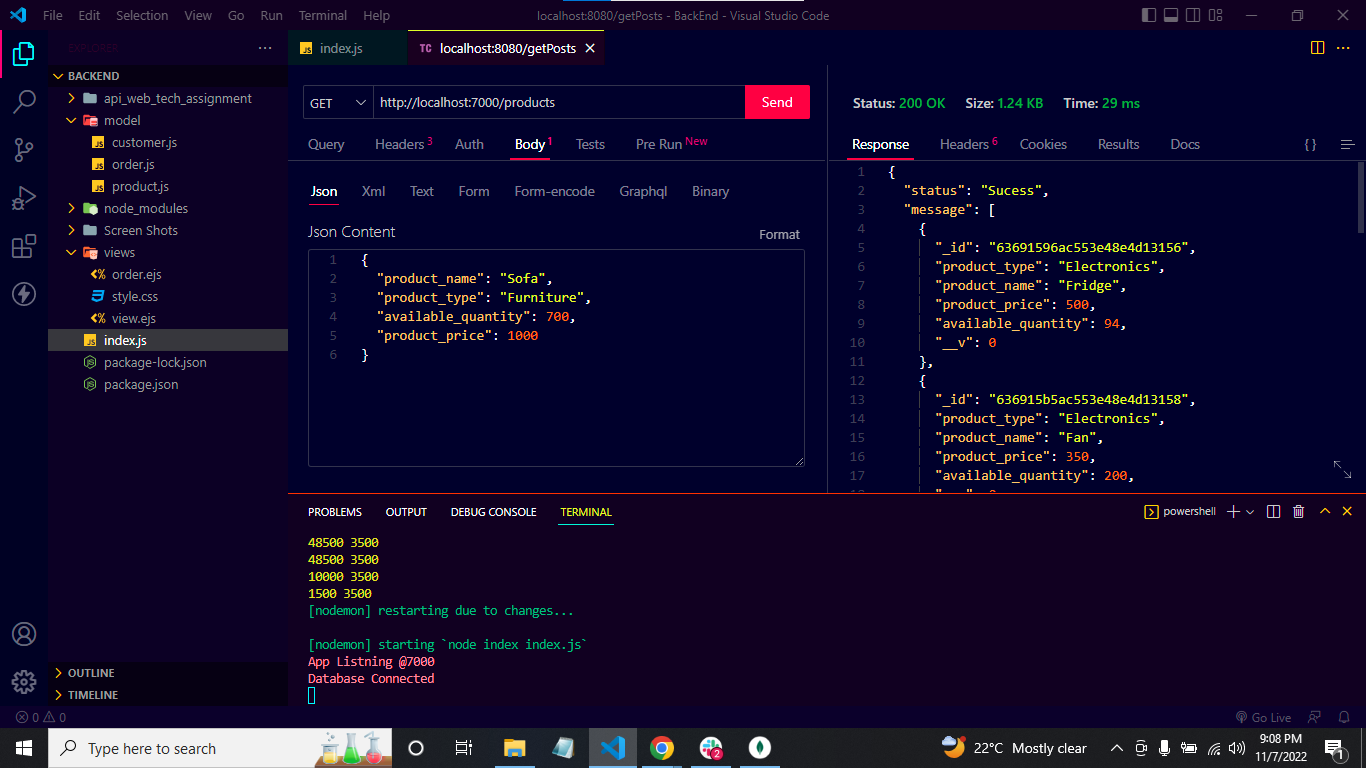 File Edit Selection View Go Run Terminal Help localhost:8080/getPosts - BackEnd - Visual Studio Code
EXPLORER
BACKEND
api_web_tech_assignment
model
customer.js
order.js
product.js
node_modules
Screen Shots
views
order.ejs
style.css
view.ejs
index.js
package-lock.json
package.json
OUTLINE
TIMELINE
JS index.js TC localhost:8080/getPosts
GET http://localhost:7000/products Send
Query Headers 3 Auth Body 1 Tests Pre Run New
Json Xml Text Form Form-encode Graphql Binary
Json Content Format
1 {
2 "product_name": "Sofa",
3 "product_type": "Furniture",
4 "available_quantity": 700,
5 "product_price": 1000
6 }
Status: 200 OK Size: 1.24 KB Time: 29 ms
Response Headers 6 Cookies Results Docs { }
1 {
2 "status": "Sucess",
3 "message": [
4 {
5 "_id": "63691596ac553e48e4d13156",
6 "product_type": "Electronics",
7 "product_name": "Fridge",
8 "product_price": 500,
9 "available_quantity": 94,
10 "__v": 0
11 },
12 {
13 "_id": "636915b5ac553e48e4d13158",
14 "product_type": "Electronics",
15 "product_name": "Fan",
16 "product_price": 350,
17 "available_quantity": 200,
PROBLEMS OUTPUT DEBUG CONSOLE TERMINAL powershell
48500 3500
48500 3500
10000 3500
1500 3500
[nodemon] restarting due to changes...
[nodemon] starting `node index index.js`
App Listning @7000
Database Connected
0 0 Go Live
Type here to search 2 22°C Mostly clear 9:08 PM
11/7/2022 1